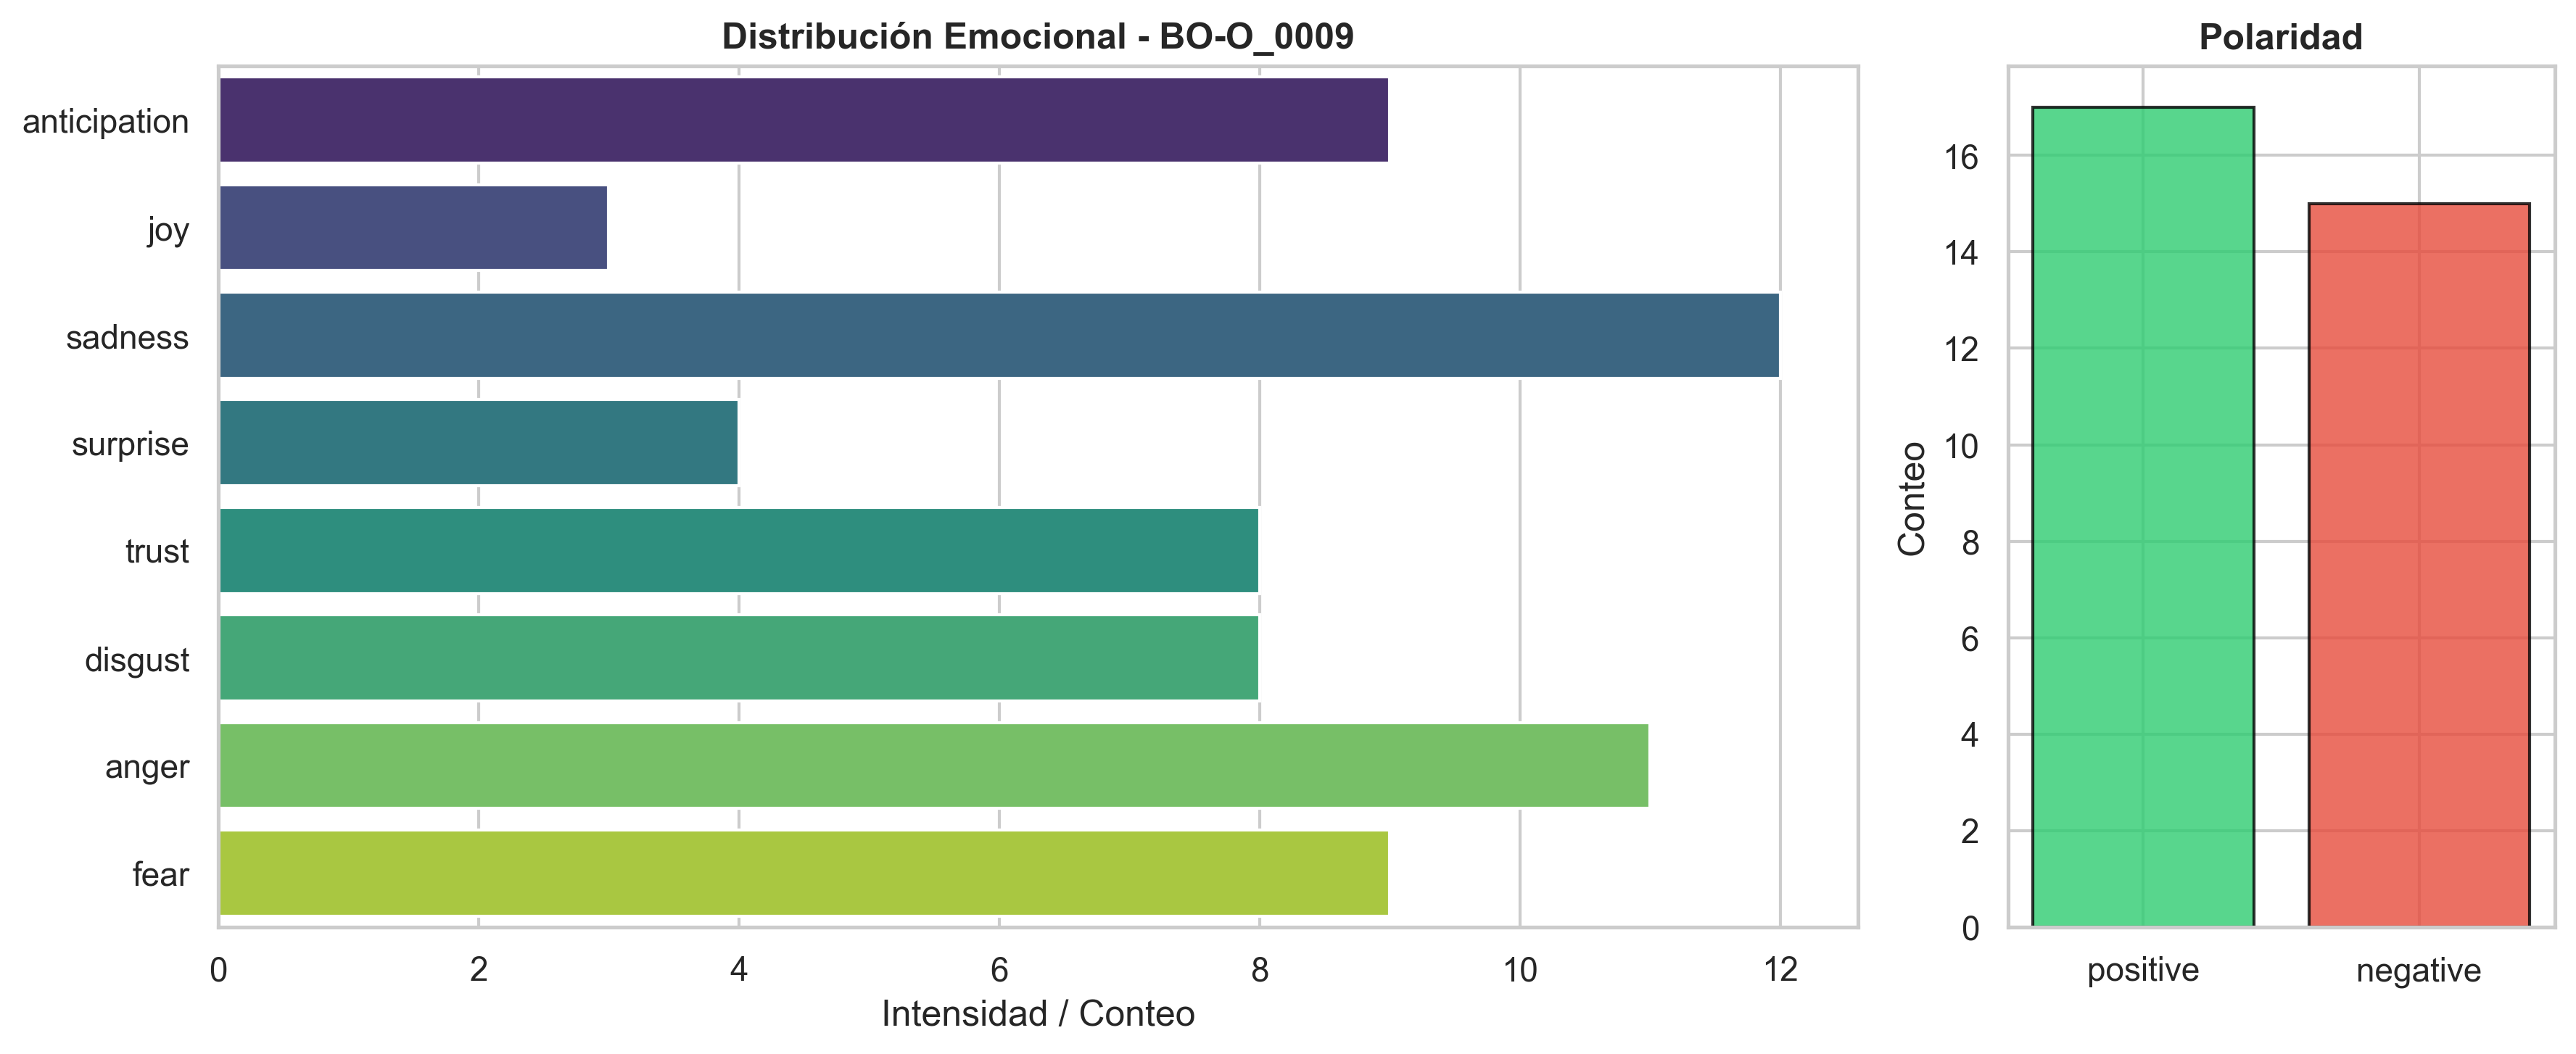 Distribución Emocional - BO-O_0009
anticipation
joy
sadness
surprise
trust
disgust
anger
fear
0 2 4 6 8 10 12
Intensidad / Conteo
Polaridad
Conteo
16
14
12
10
8
6
4
2
0
positive negative